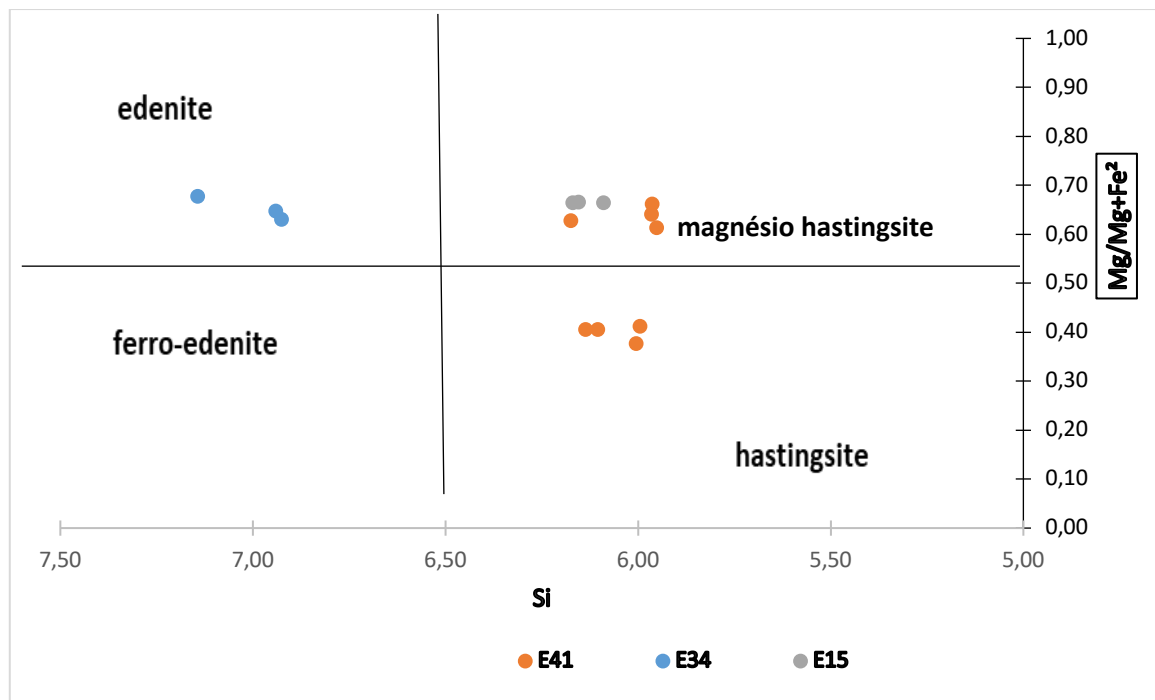 edenite
magnésio hastingsite
ferro-edenite
hastingsite
1,00
0,90
0,80
0,70
0,60
0,50
0,40
0,30
0,20
0,10
0,00
Mg/Mg+Fe²
7,50 7,00 6,50 6,00 5,50 5,00
Si
E41 E34 E15